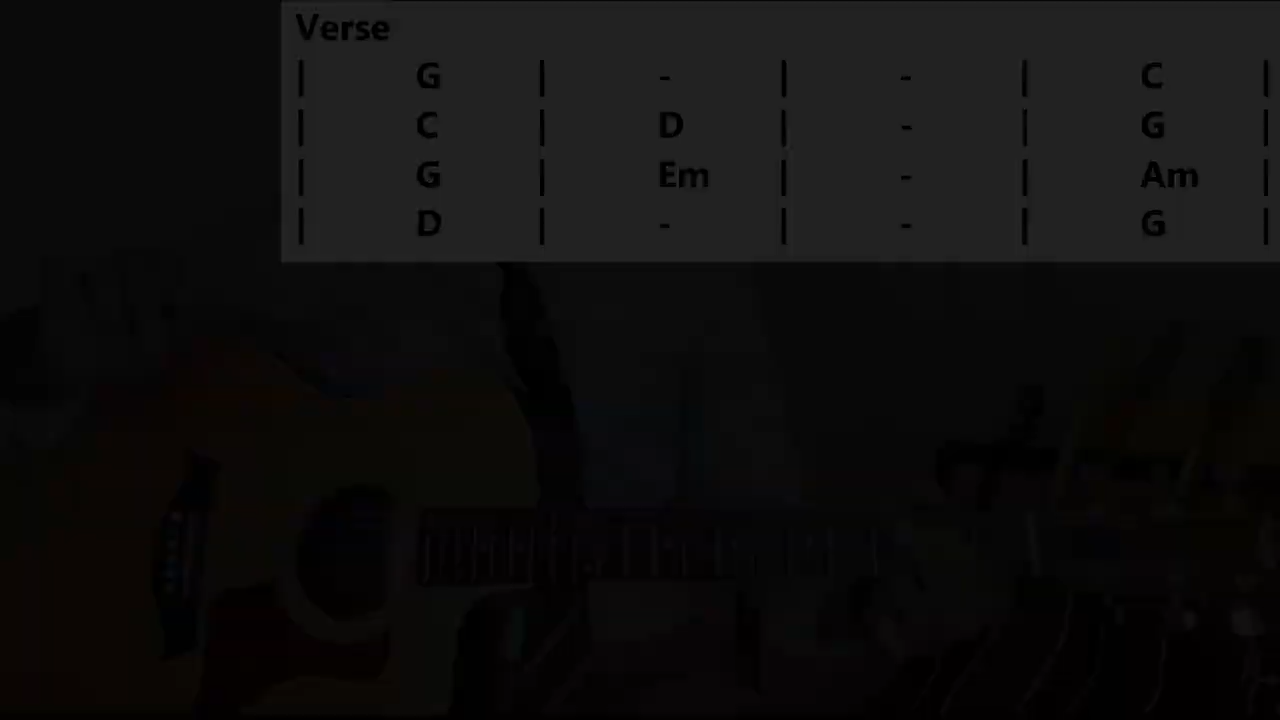 Verse
| G | - | - | C |
| C | D | - | G |
| G | Em | - | Am |
| D | - | - | G |